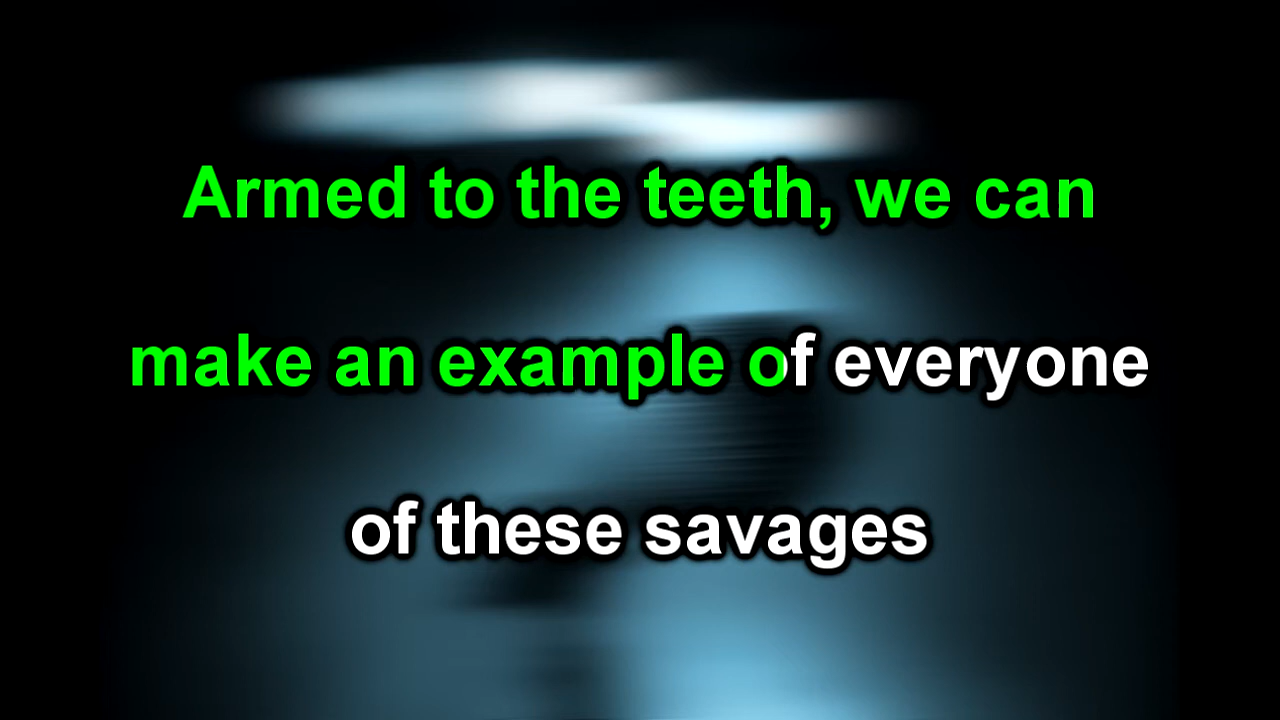 Armed to the teeth, we can
make an example of everyone
of these savages